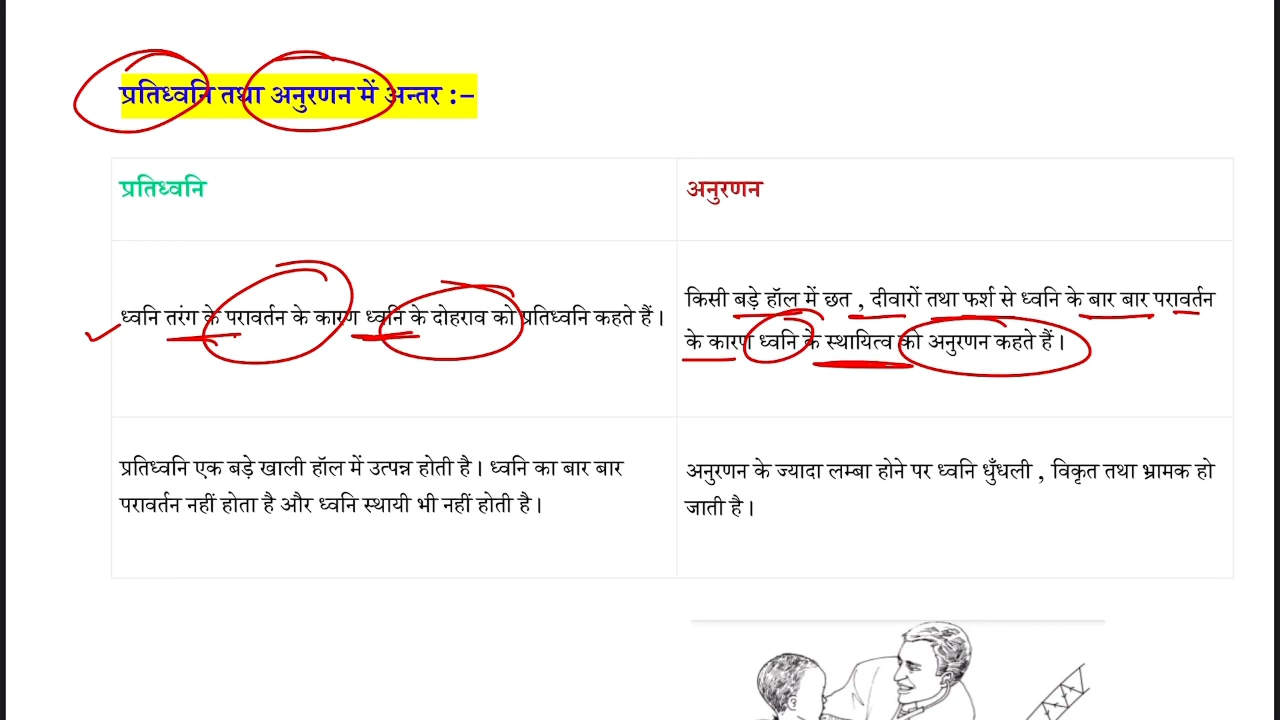 प्रतिध्वनि तथा अनुरणन में अन्तर :–
प्रतिध्वनि
अनुरणन
ध्वनि तरंग के परावर्तन के कारण ध्वनि के दोहराव को प्रतिध्वनि कहते हैं।
किसी बड़े हॉल में छत , दीवारों तथा फर्श से ध्वनि के बार बार परावर्तन
के कारण ध्वनि के स्थायित्व को अनुरणन कहते हैं।
प्रतिध्वनि एक बड़े खाली हॉल में उत्पन्न होती है। ध्वनि का बार बार
परावर्तन नहीं होता है और ध्वनि स्थायी भी नहीं होती है।
अनुरणन के ज्यादा लम्बा होने पर ध्वनि धुँधली , विकृत तथा भ्रामक हो
जाती है।